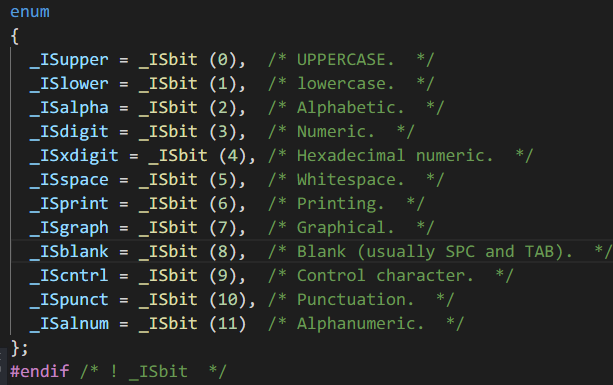 enum
{
  _ISupper = _ISbit (0),  /* UPPERCASE.  */
  _ISlower = _ISbit (1),  /* lowercase.  */
  _ISalpha = _ISbit (2),  /* Alphabetic.  */
  _ISdigit = _ISbit (3),  /* Numeric.  */
  _ISxdigit = _ISbit (4), /* Hexadecimal numeric.  */
  _ISspace = _ISbit (5),  /* Whitespace.  */
  _ISprint = _ISbit (6),  /* Printing.  */
  _ISgraph = _ISbit (7),  /* Graphical.  */
  _ISblank = _ISbit (8),  /* Blank (usually SPC and TAB).  */
  _IScntrl = _ISbit (9),  /* Control character.  */
  _ISpunct = _ISbit (10), /* Punctuation.  */
  _ISalnum = _ISbit (11)  /* Alphanumeric.  */
};
#endif /* ! _ISbit  */